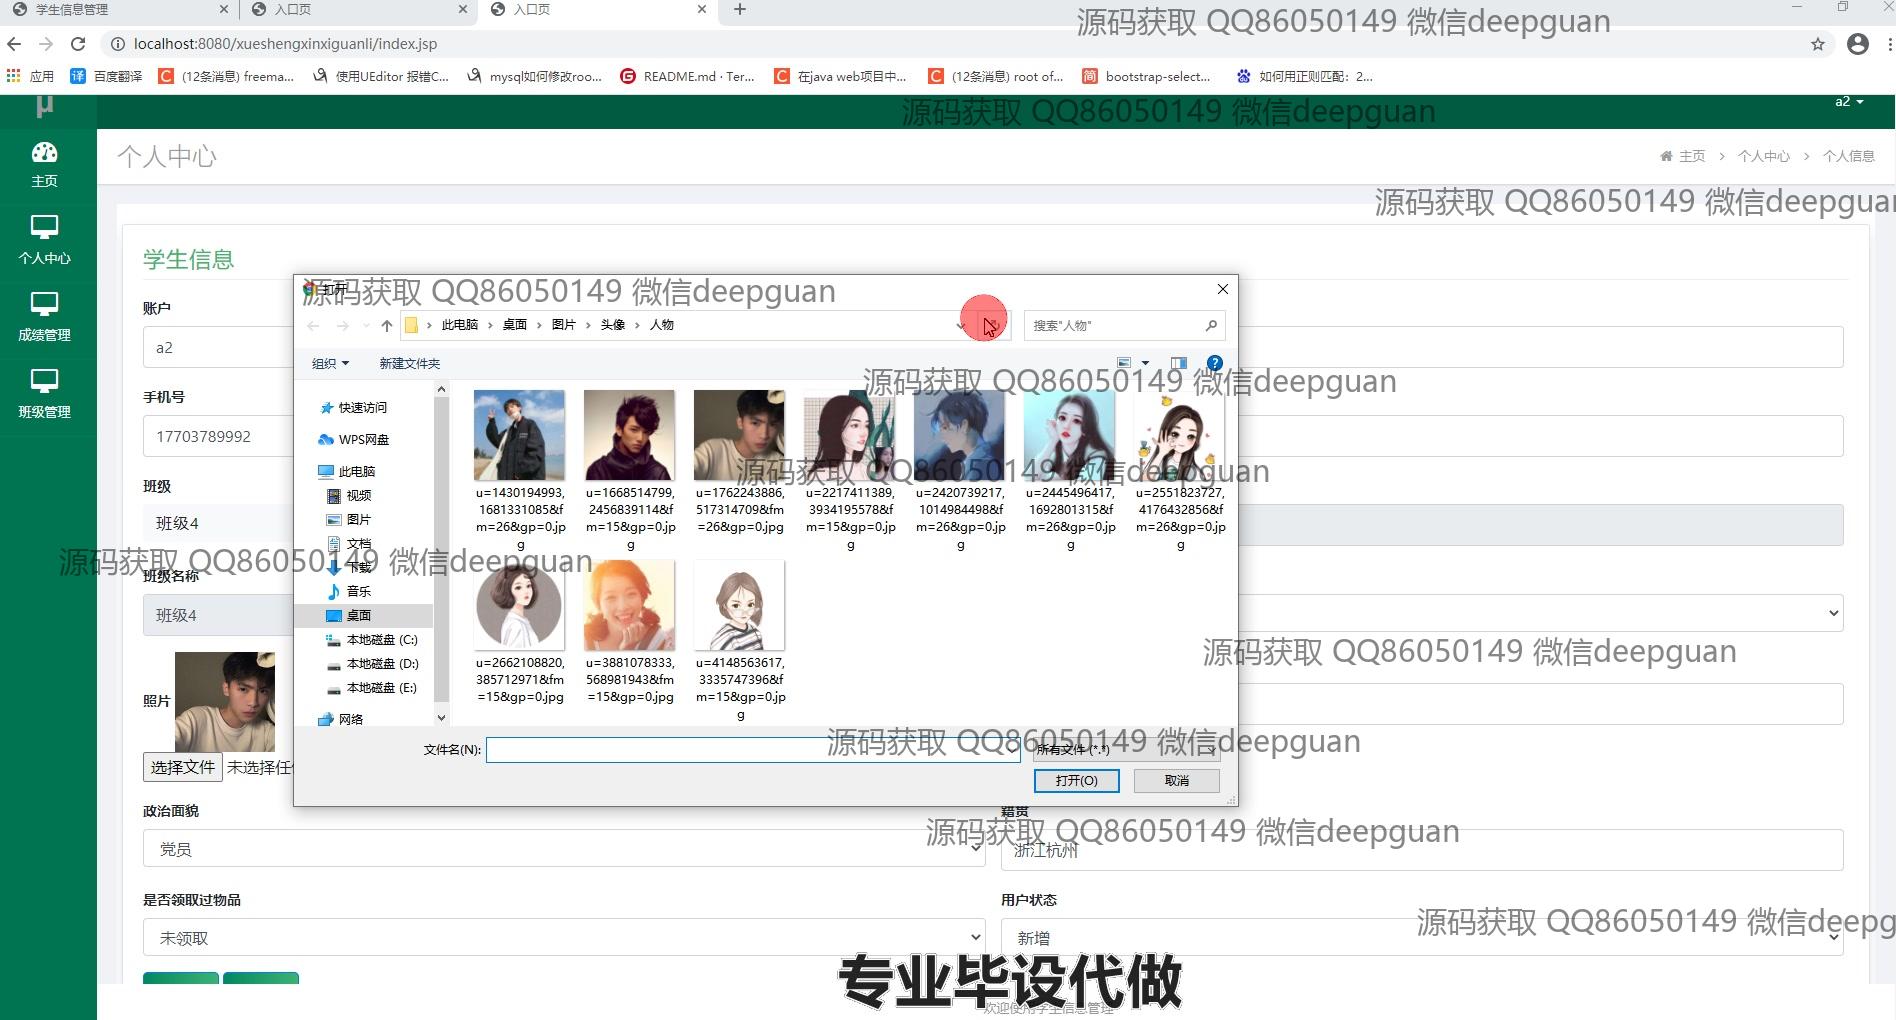 学生信息管理
入口页
入口页
源码获取 QQ86050149 微信deepguan
localhost:8080/xueshengxinxiguanli/index.jsp
应用
百度翻译
(12条消息) freema...
使用UEditor 报错C...
mysql如何修改roo...
README.md · Ter...
在java web项目中...
(12条消息) root of...
bootstrap-select...
如何用正则匹配：2...
μ
源码获取 QQ86050149 微信deepguan
a2
主页
个人中心
成绩管理
班级管理
个人中心
主页 > 个人中心 > 个人信息
源码获取 QQ86050149 微信deepguan
学生信息
账户
a2
手机号
17703789992
班级
班级4
源码获取 QQ86050149 微信deepguan
班级名称
班级4
照片
选择文件 未选择任
打开
源码获取 QQ86050149 微信deepguan
此电脑 > 桌面 > 图片 > 头像 > 人物
搜索"人物"
组织
新建文件夹
源码获取 QQ86050149 微信deepguan
快速访问
WPS网盘
此电脑
视频
图片
文档
下载
音乐
桌面
本地磁盘 (C:)
本地磁盘 (D:)
本地磁盘 (E:)
网络
源码获取 QQ86050149 微信deepguan
u=1430194993,
1681331085&f
m=26&gp=0.jp
g
u=1668514799,
2456839114&f
m=15&gp=0.jp
g
u=1762243886,
517314709&fm
=26&gp=0.jpg
u=2217411389,
3934195578&f
m=15&gp=0.jp
g
u=2420739217,
1014984498&f
m=26&gp=0.jp
g
u=2445496417,
1692801315&f
m=26&gp=0.jp
g
u=2551823727,
4176432856&f
m=26&gp=0.jp
g
u=2662108820,
385712971&fm
=15&gp=0.jpg
u=3881078333,
568981943&fm
=15&gp=0.jpg
u=4148563617,
3335747396&f
m=15&gp=0.jp
g
源码获取 QQ86050149 微信deepguan
文件名(N):
所有文件 (*.*)
源码获取 QQ86050149 微信deepguan
打开(O)
取消
政治面貌
党员
籍贯
浙江杭州
源码获取 QQ86050149 微信deepguan
是否领取过物品
未领取
用户状态
新增
源码获取 QQ86050149 微信deepg
专业毕设代做
欢迎使用学生信息管理